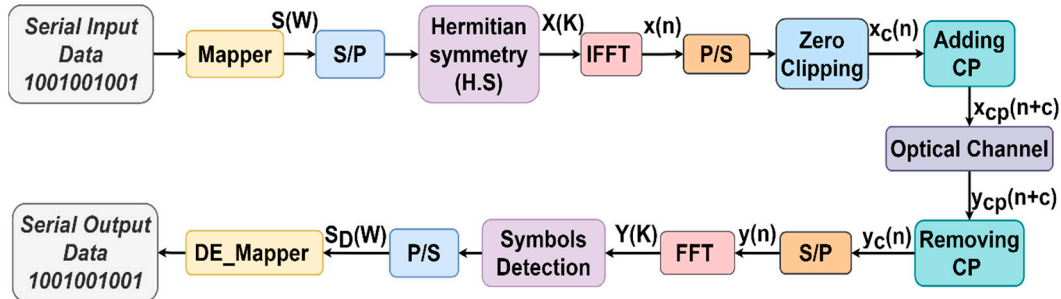 Serial Input
Data
1001001001
Mapper
S(W)
S/P
Hermitian
symmetry
(H.S)
X(K)
IFFT
x(n)
P/S
Zero
Clipping
xc(n)
Adding
CP
xcp(n+c)
Optical Channel
ycp(n+c)
Removing
CP
yc(n)
S/P
y(n)
FFT
Y(K)
Symbols
Detection
P/S
SD(W)
DE_Mapper
Serial Output
Data
1001001001